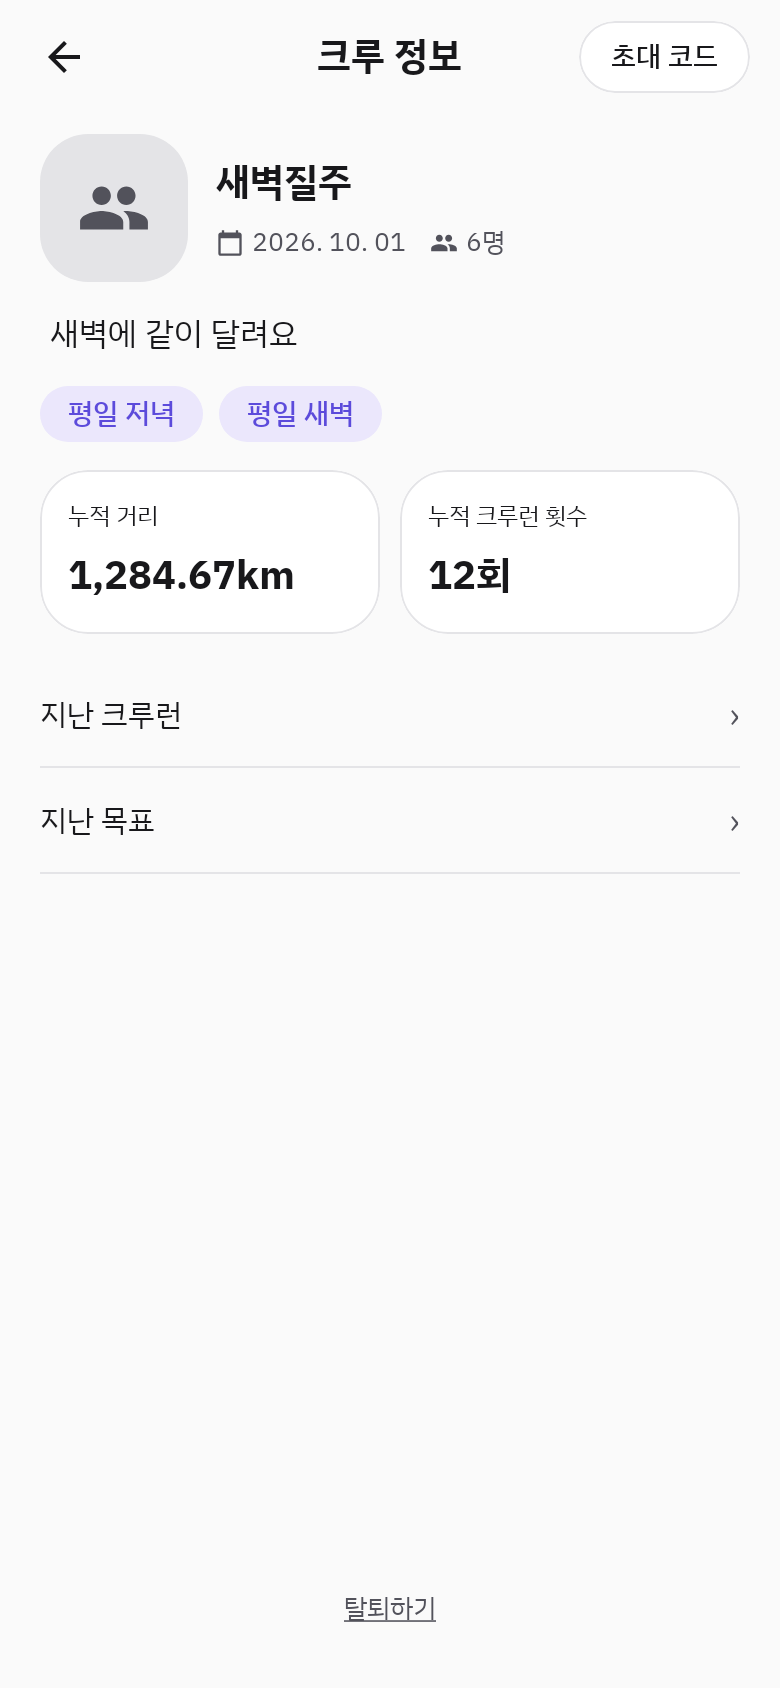 크루 정보
초대 코드
새벽질주
2026. 10. 01 6명
새벽에 같이 달려요
평일 저녁 평일 새벽
누적 거리
1,284.67km
누적 크루런 횟수
12회
지난 크루런
지난 목표
탈퇴하기